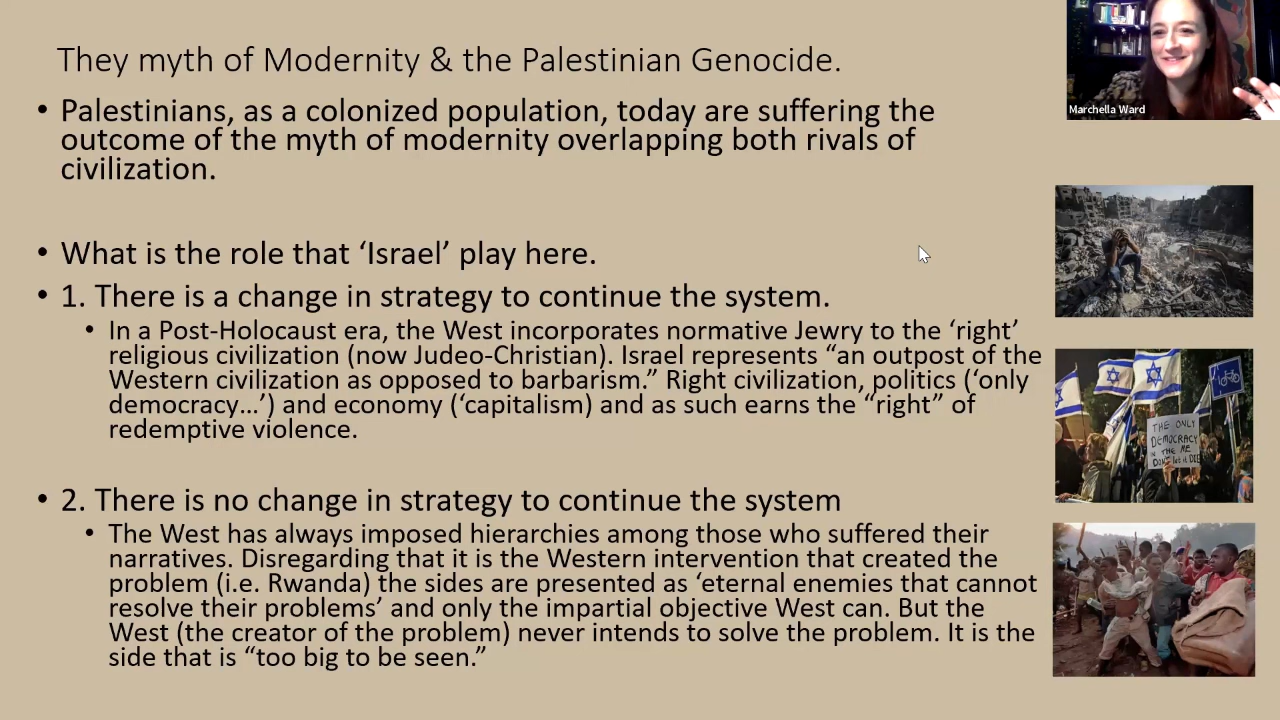 They myth of Modernity & the Palestinian Genocide.
Marchella Ward
• Palestinians, as a colonized population, today are suffering the
outcome of the myth of modernity overlapping both rivals of
civilization.
• What is the role that ‘Israel’ play here.
• 1. There is a change in strategy to continue the system.
• In a Post-Holocaust era, the West incorporates normative Jewry to the ‘right’
religious civilization (now Judeo-Christian). Israel represents “an outpost of the
Western civilization as opposed to barbarism.” Right civilization, politics (‘only
democracy…’) and economy (‘capitalism) and as such earns the “right” of
redemptive violence.
THE ONLY
DEMOCRACY
IN THE ME
DON'T let it DIE
• 2. There is no change in strategy to continue the system
• The West has always imposed hierarchies among those who suffered their
narratives. Disregarding that it is the Western intervention that created the
problem (i.e. Rwanda) the sides are presented as ‘eternal enemies that cannot
resolve their problems’ and only the impartial objective West can. But the
West (the creator of the problem) never intends to solve the problem. It is the
side that is “too big to be seen.”